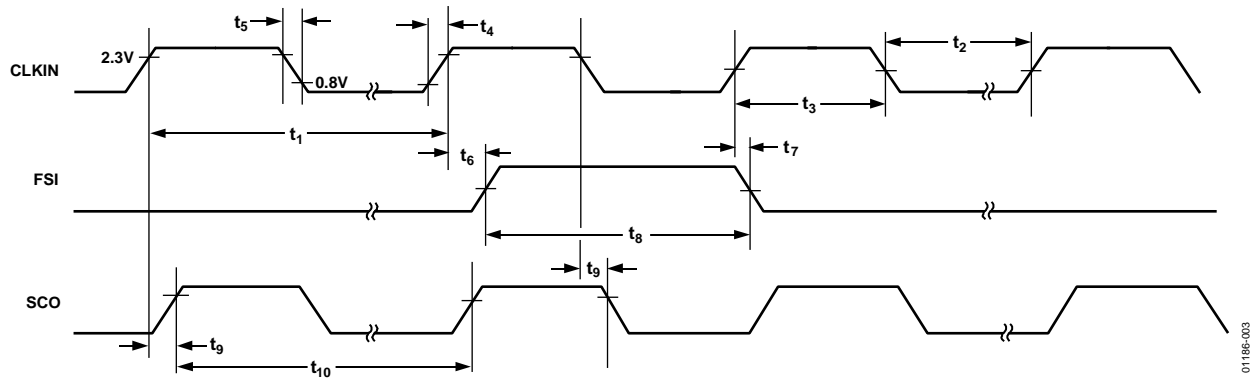 t5
t4
t2
2.3V
CLKIN
0.8V
t3
t1
t6
t7
FSI
t8
t9
SCO
t9
t10
01186-003